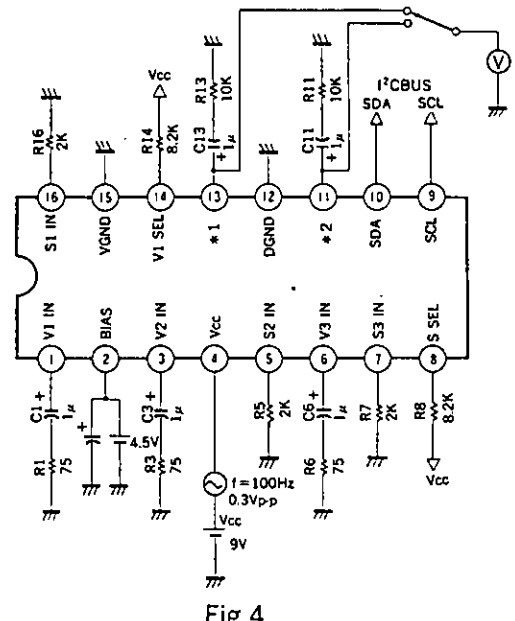 Vcc
R16
2K
R14
8.2K
R13
10K
C13
+
1μ
R11
10K
C11
+
1μ
I²CBUS
SDA
SCL
V
16
15
14
13
12
11
10
9
S1 IN
YGND
V1 SEL
*1
DGND
*2
SDA
SCL
V1 IN
BIAS
V2 IN
Vcc
S2 IN
V3 IN
S3 IN
S SEL
1
2
3
4
5
6
7
8
C1
+
1μ
R1
75
+
4.5V
C3
+
1μ
R3
75
f=100Hz
0.3Vp-p
Vcc
9V
R5
2K
C6
+
1μ
R6
75
R7
2K
R8
8.2K
Vcc
Fig 4